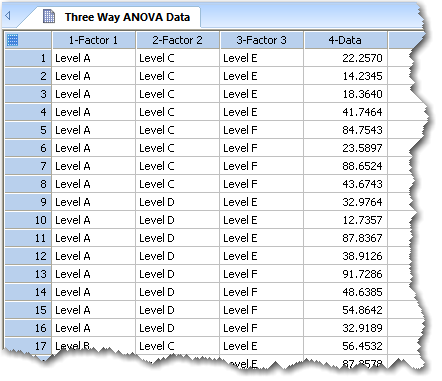 Three Way ANOVA Data
1-Factor 1 2-Factor 2 3-Factor 3 4-Data
1 Level A Level C Level E 22.2570
2 Level A Level C Level E 14.2345
3 Level A Level C Level E 18.3640
4 Level A Level C Level E 41.7464
5 Level A Level C Level F 84.7543
6 Level A Level C Level F 23.5897
7 Level A Level C Level F 88.6524
8 Level A Level C Level F 43.6743
9 Level A Level D Level E 32.9764
10 Level A Level D Level E 12.7357
11 Level A Level D Level E 87.8367
12 Level A Level D Level E 38.9126
13 Level A Level D Level F 91.7286
14 Level A Level D Level F 48.6385
15 Level A Level D Level F 54.8642
16 Level A Level D Level F 32.9189
17 Level B Level C Level E 56.4532
Level E 87.8578